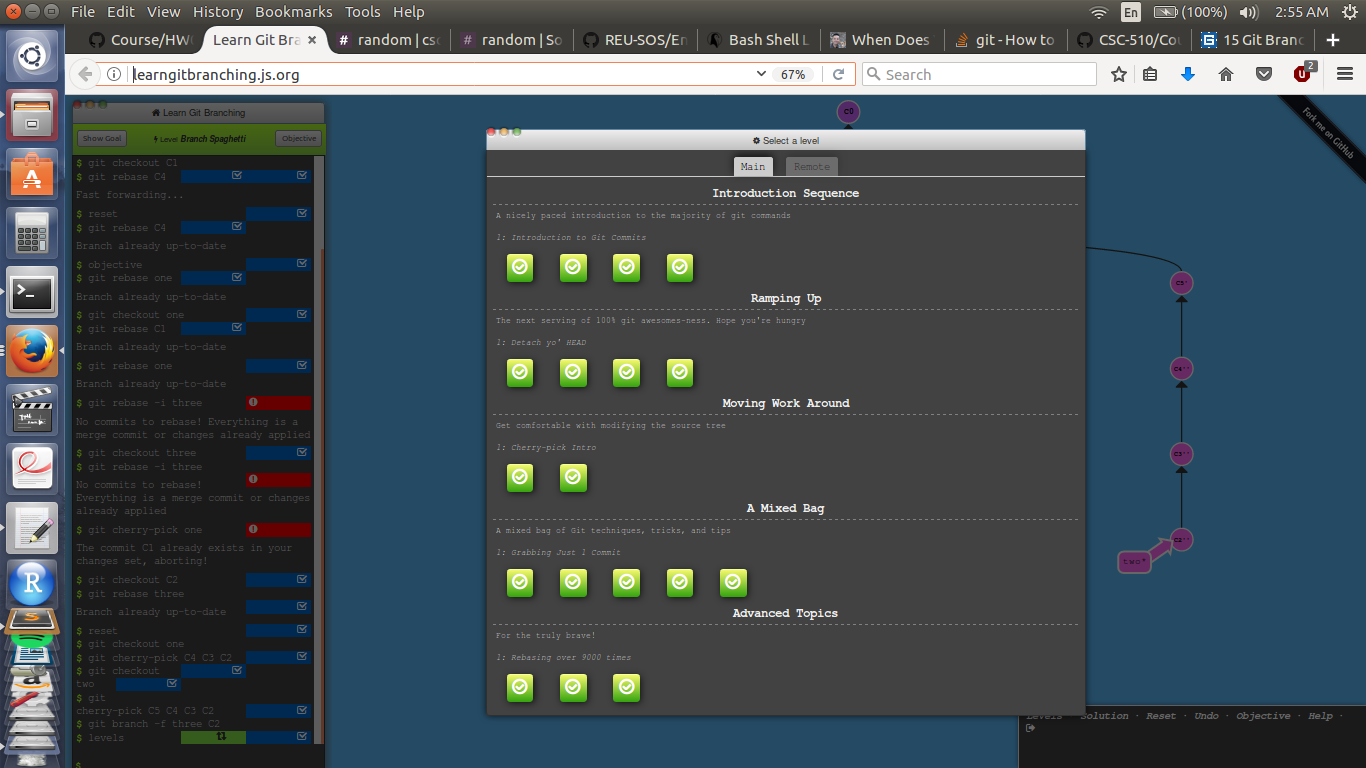 File Edit View History Bookmarks Tools Help
En (100%) 2:55 AM
Course/HW Learn Git Bra × random | csc random | So REU-SOS/En Bash Shell L When Does git - How to CSC-510/Cou 15 Git Branc +
learngitbranching.js.org 67% Search 2
Learn Git Branching
Show Goal Level Branch Spaghetti Objective
$ git checkout C1
$ git rebase C4
Fast forwarding...
$ reset
$ git rebase C4
Branch already up-to-date
$ objective
$ git rebase one
Branch already up-to-date
$ git checkout one
$ git rebase C1
Branch already up-to-date
$ git rebase one
Branch already up-to-date
$ git rebase -i three
No commits to rebase! Everything is a
merge commit or changes already applied
$ git checkout three
$ git rebase -i three
No commits to rebase!
Everything is a merge commit or changes
already applied
$ git cherry-pick one
The commit C1 already exists in your
changes set, aborting!
$ git checkout C2
$ git rebase three
Branch already up-to-date
$ reset
$ git checkout one
$ git cherry-pick C4 C3 C2
$ git checkout
two
$ git
cherry-pick C5 C4 C3 C2
$ git branch -f three C2
$ levels
$
Select a level
Main Remote
Introduction Sequence
A nicely paced introduction to the majority of git commands
1: Introduction to Git Commits
Ramping Up
The next serving of 100% git awesomes-ness. Hope you're hungry
1: Detach yo' HEAD
Moving Work Around
Get comfortable with modifying the source tree
1: Cherry-pick Intro
A Mixed Bag
A mixed bag of Git techniques, tricks, and tips
1: Grabbing Just 1 Commit
Advanced Topics
For the truly brave!
1: Rebasing over 9000 times
C0
Fork me on GitHub
C5'
C4''
C3''
C2''
two*
Levels Solution · Reset · Undo · Objective · Help ·